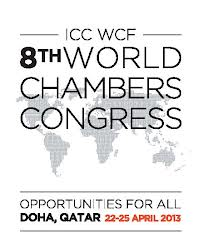 ICC WCF
8TH WORLD
CHAMBERS
CONGRESS
OPPORTUNITIES FOR ALL
DOHA, QATAR 22-25 APRIL 2013